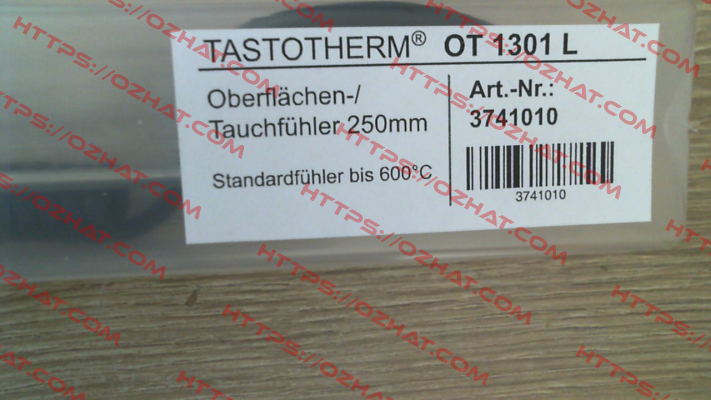 TASTOTHERM® OT 1301 L
Oberflächen-/
Tauchfühler 250mm
Standardfühler bis 600°C
Art.-Nr.:
3741010
3741010
HTTPS://OZHAT.COM